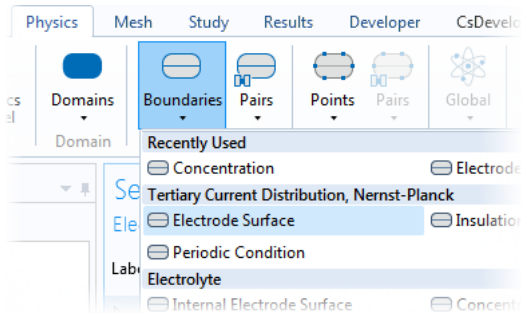 Physics Mesh Study Results Developer
Domains Boundaries Pairs Points Pairs Global
Domain
Recently Used
Concentration
Tertiary Current Distribution, Nernst-Planck
Electrode Surface
Periodic Condition
Electrolyte
Internal Electrode Surface